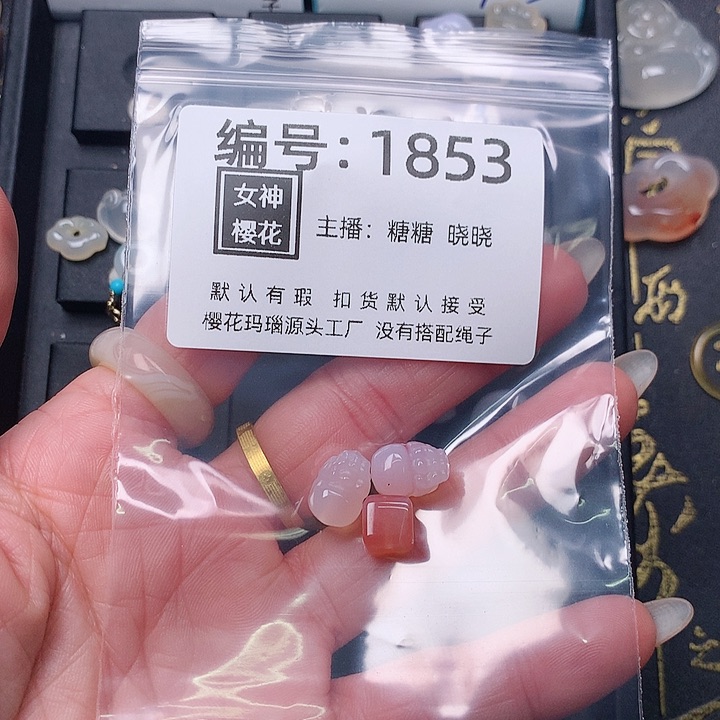 编号：1853
女神
樱花
主播：糖糖 晓晓
默认有瑕 扣货默认接受
樱花玛瑙源头工厂 没有搭配绳子